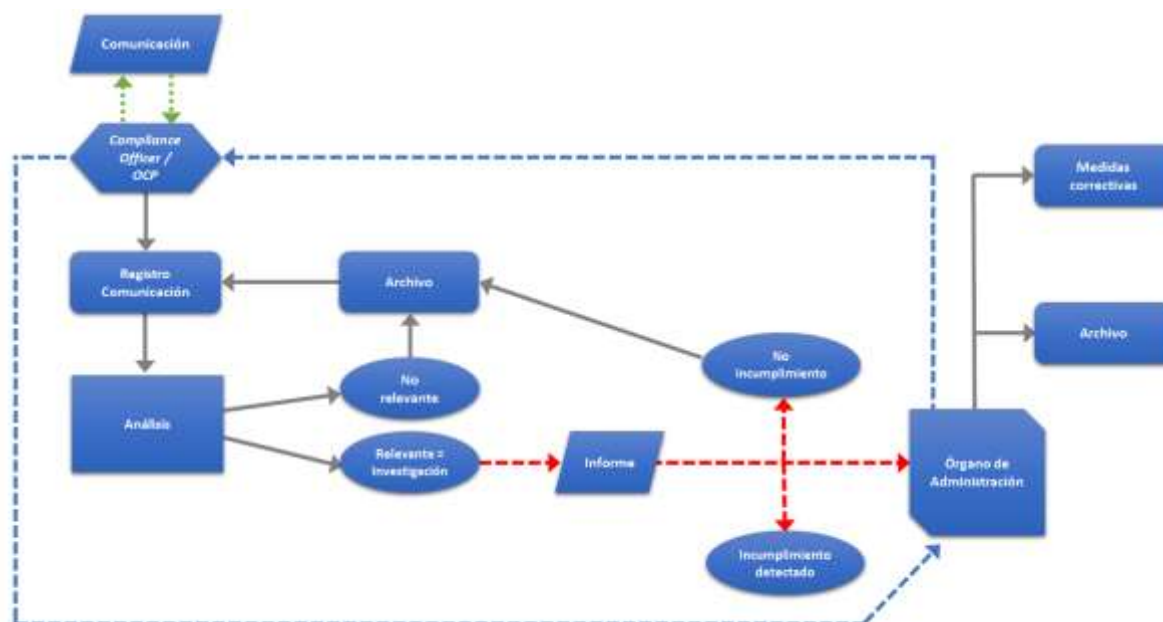 Comunicación
Compliance
Officer /
OCP
Medidas
correctivas
Registro
Comunicación
Archivo
Archivo
No
incumplimiento
No
relevante
Análisis
Relevante =
Investigación
Informe
Órgano de
Administración
Incumplimiento
detectado